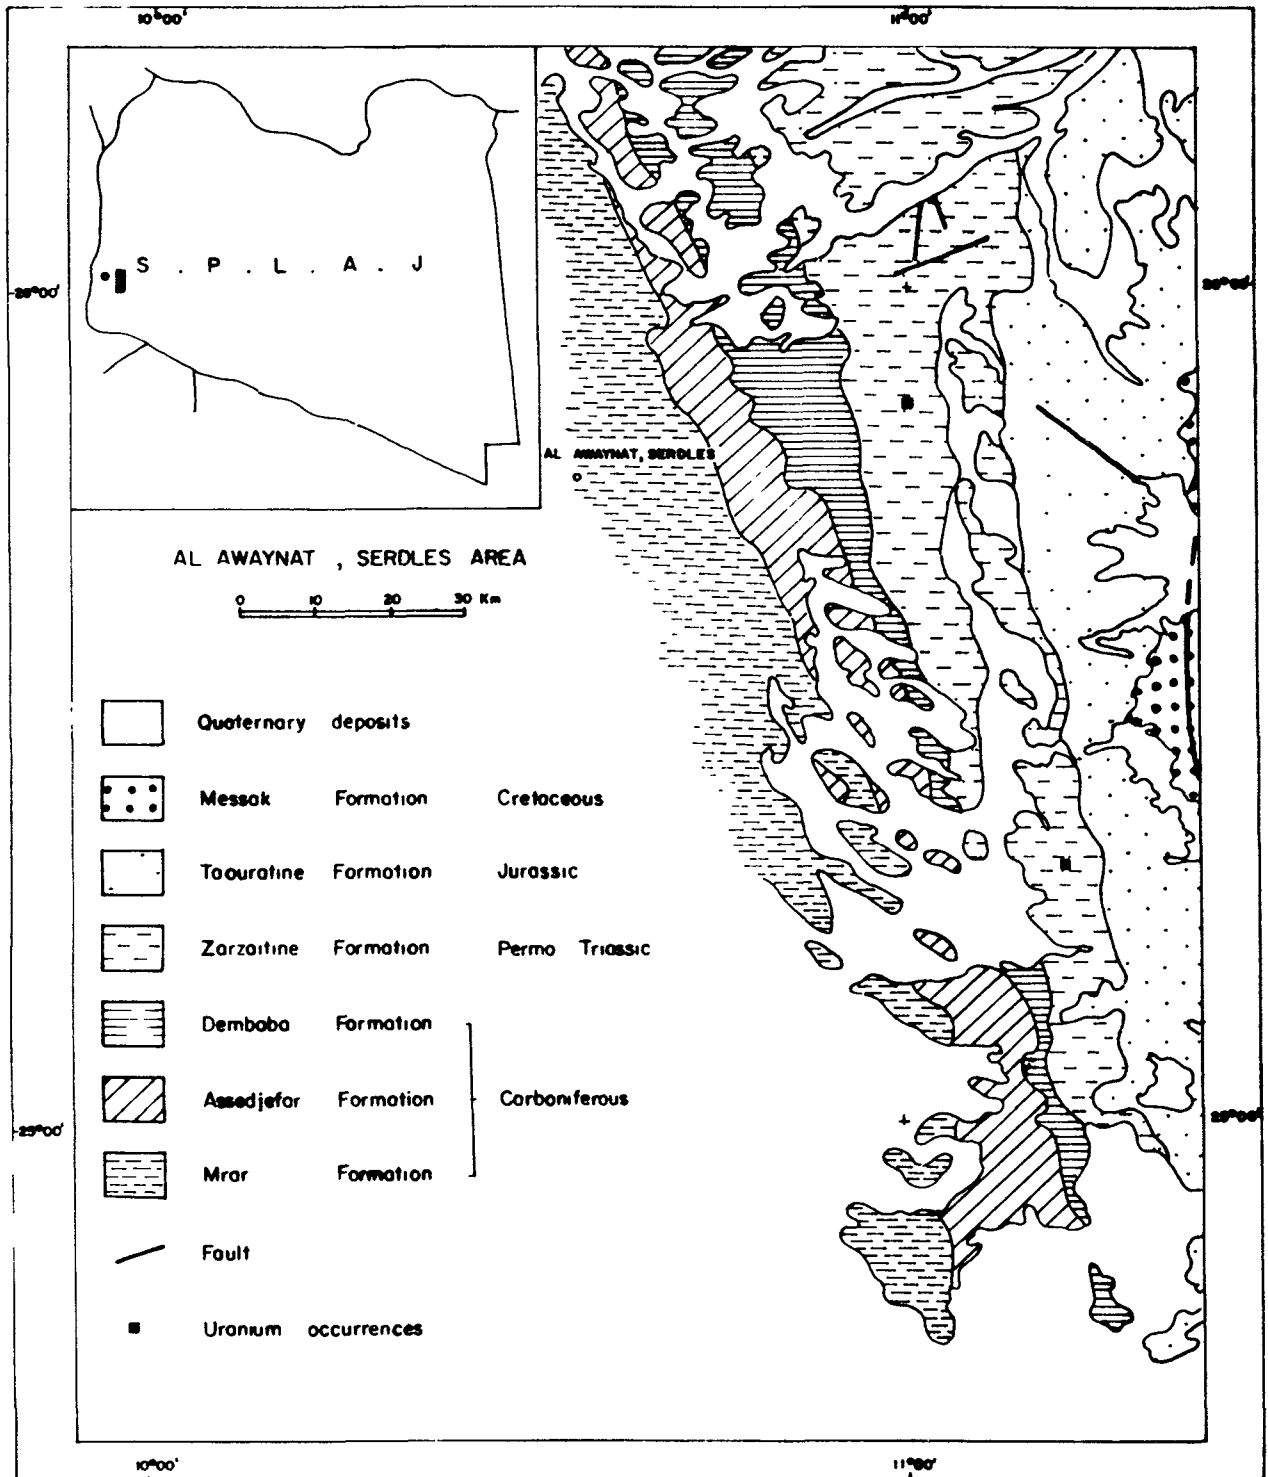 10°00' 11°00'
S . P . L . A . J
26°00' 26°00'
AL AWAYNAT, SERDLES
AL AWAYNAT , SERDLES AREA
0 10 20 30 Km
Quaternary deposits
Messak Formation Cretaceous
Taouratine Formation Jurassic
Zarzaitine Formation Permo Triassic
Dembaba Formation
Assedjefar Formation Carboniferous
25°00' 25°00'
Mrar Formation
Fault
Uranium occurrences
10°00' 11°00'